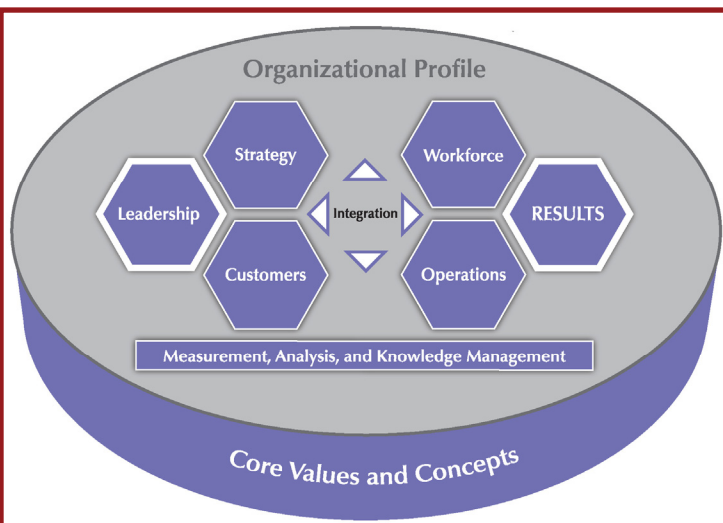 Organizational Profile
Strategy
Workforce
Leadership
Integration
RESULTS
Customers
Operations
Measurement, Analysis, and Knowledge Management
Core Values and Concepts